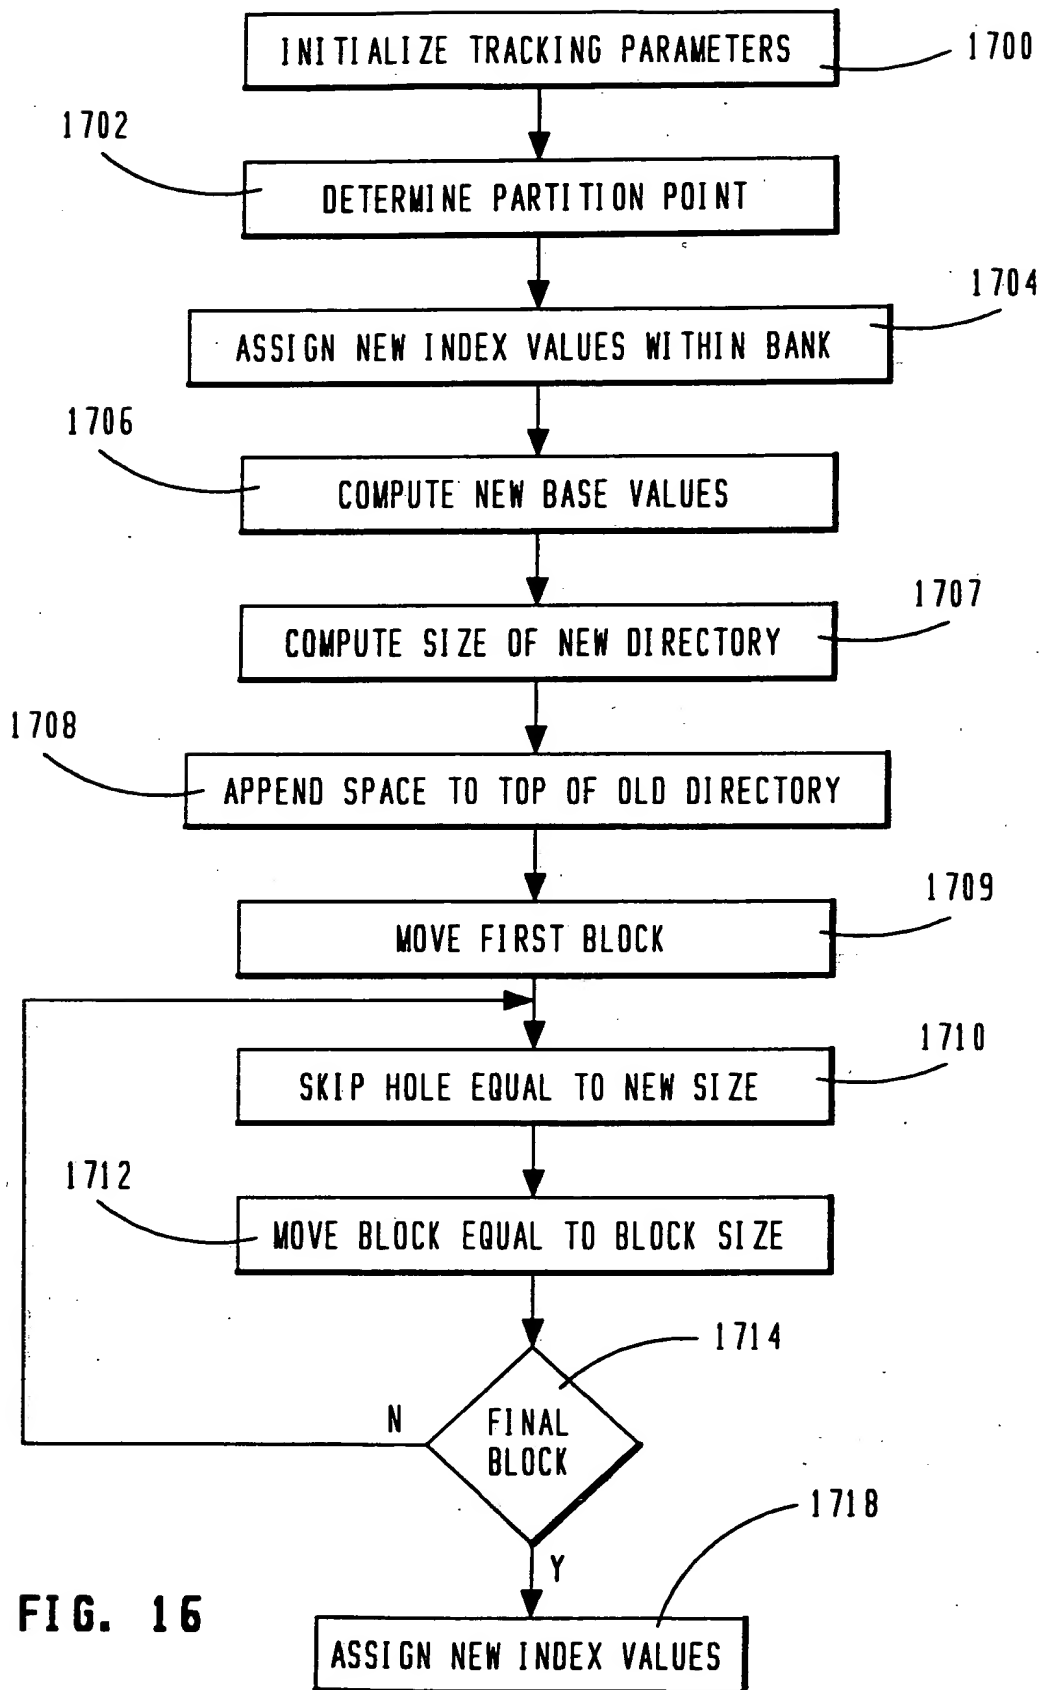 INITIALIZE TRACKING PARAMETERS
1700
1702
DETERMINE PARTITION POINT
1704
ASSIGN NEW INDEX VALUES WITHIN BANK
1706
COMPUTE NEW BASE VALUES
1707
COMPUTE SIZE OF NEW DIRECTORY
1708
APPEND SPACE TO TOP OF OLD DIRECTORY
1709
MOVE FIRST BLOCK
1710
SKIP HOLE EQUAL TO NEW SIZE
1712
MOVE BLOCK EQUAL TO BLOCK SIZE
1714
N
FINAL
BLOCK
1718
Y
FIG. 16
ASSIGN NEW INDEX VALUES